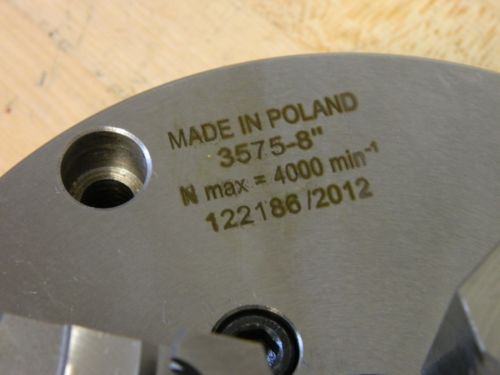 MADE IN POLAND
3575-8"
N max = 4000 min⁻¹
122186/2012